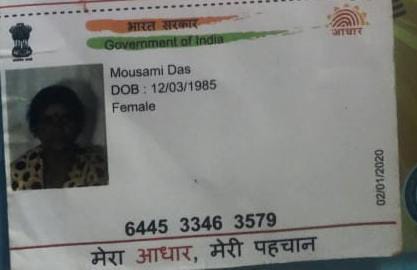 भारत सरकार
Government of India
आधार
Mousami Das
DOB : 12/03/1985
Female
02/01/2020
6445 3346 3579
मेरा आधार, मेरी पहचान